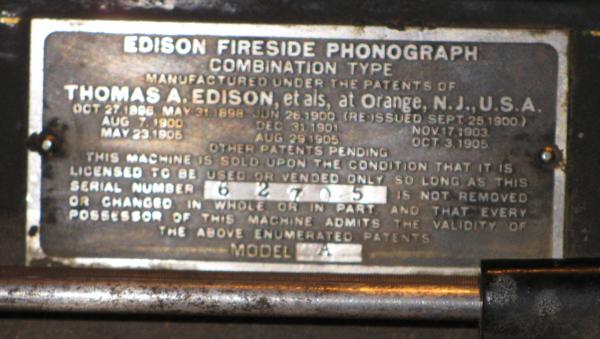 EDISON FIRESIDE PHONOGRAPH
COMBINATION TYPE
MANUFACTURED UNDER THE PATENTS OF
THOMAS A. EDISON, et als, at Orange, N.J., U.S.A.
OCT 27.1896. MAY 31.1898 JUN 26.1900 (RE-ISSUED SEPT 25.1900.)
AUG 7. 1900 DEC 31. 1901 NOV. 17. 1903.
MAY 23. 1905 AUG 29. 1905 OCT 3. 1905
OTHER PATENTS PENDING
THIS MACHINE IS SOLD UPON THE CONDITION THAT IT IS
LICENSED TO BE USED OR VENDED ONLY SO LONG AS THIS
SERIAL NUMBER 62705 IS NOT REMOVED
OR CHANGED IN WHOLE OR IN PART AND THAT EVERY
POSSESSOR OF THIS MACHINE ADMITS THE VALIDITY OF
THE ABOVE ENUMERATED PATENTS
MODEL A